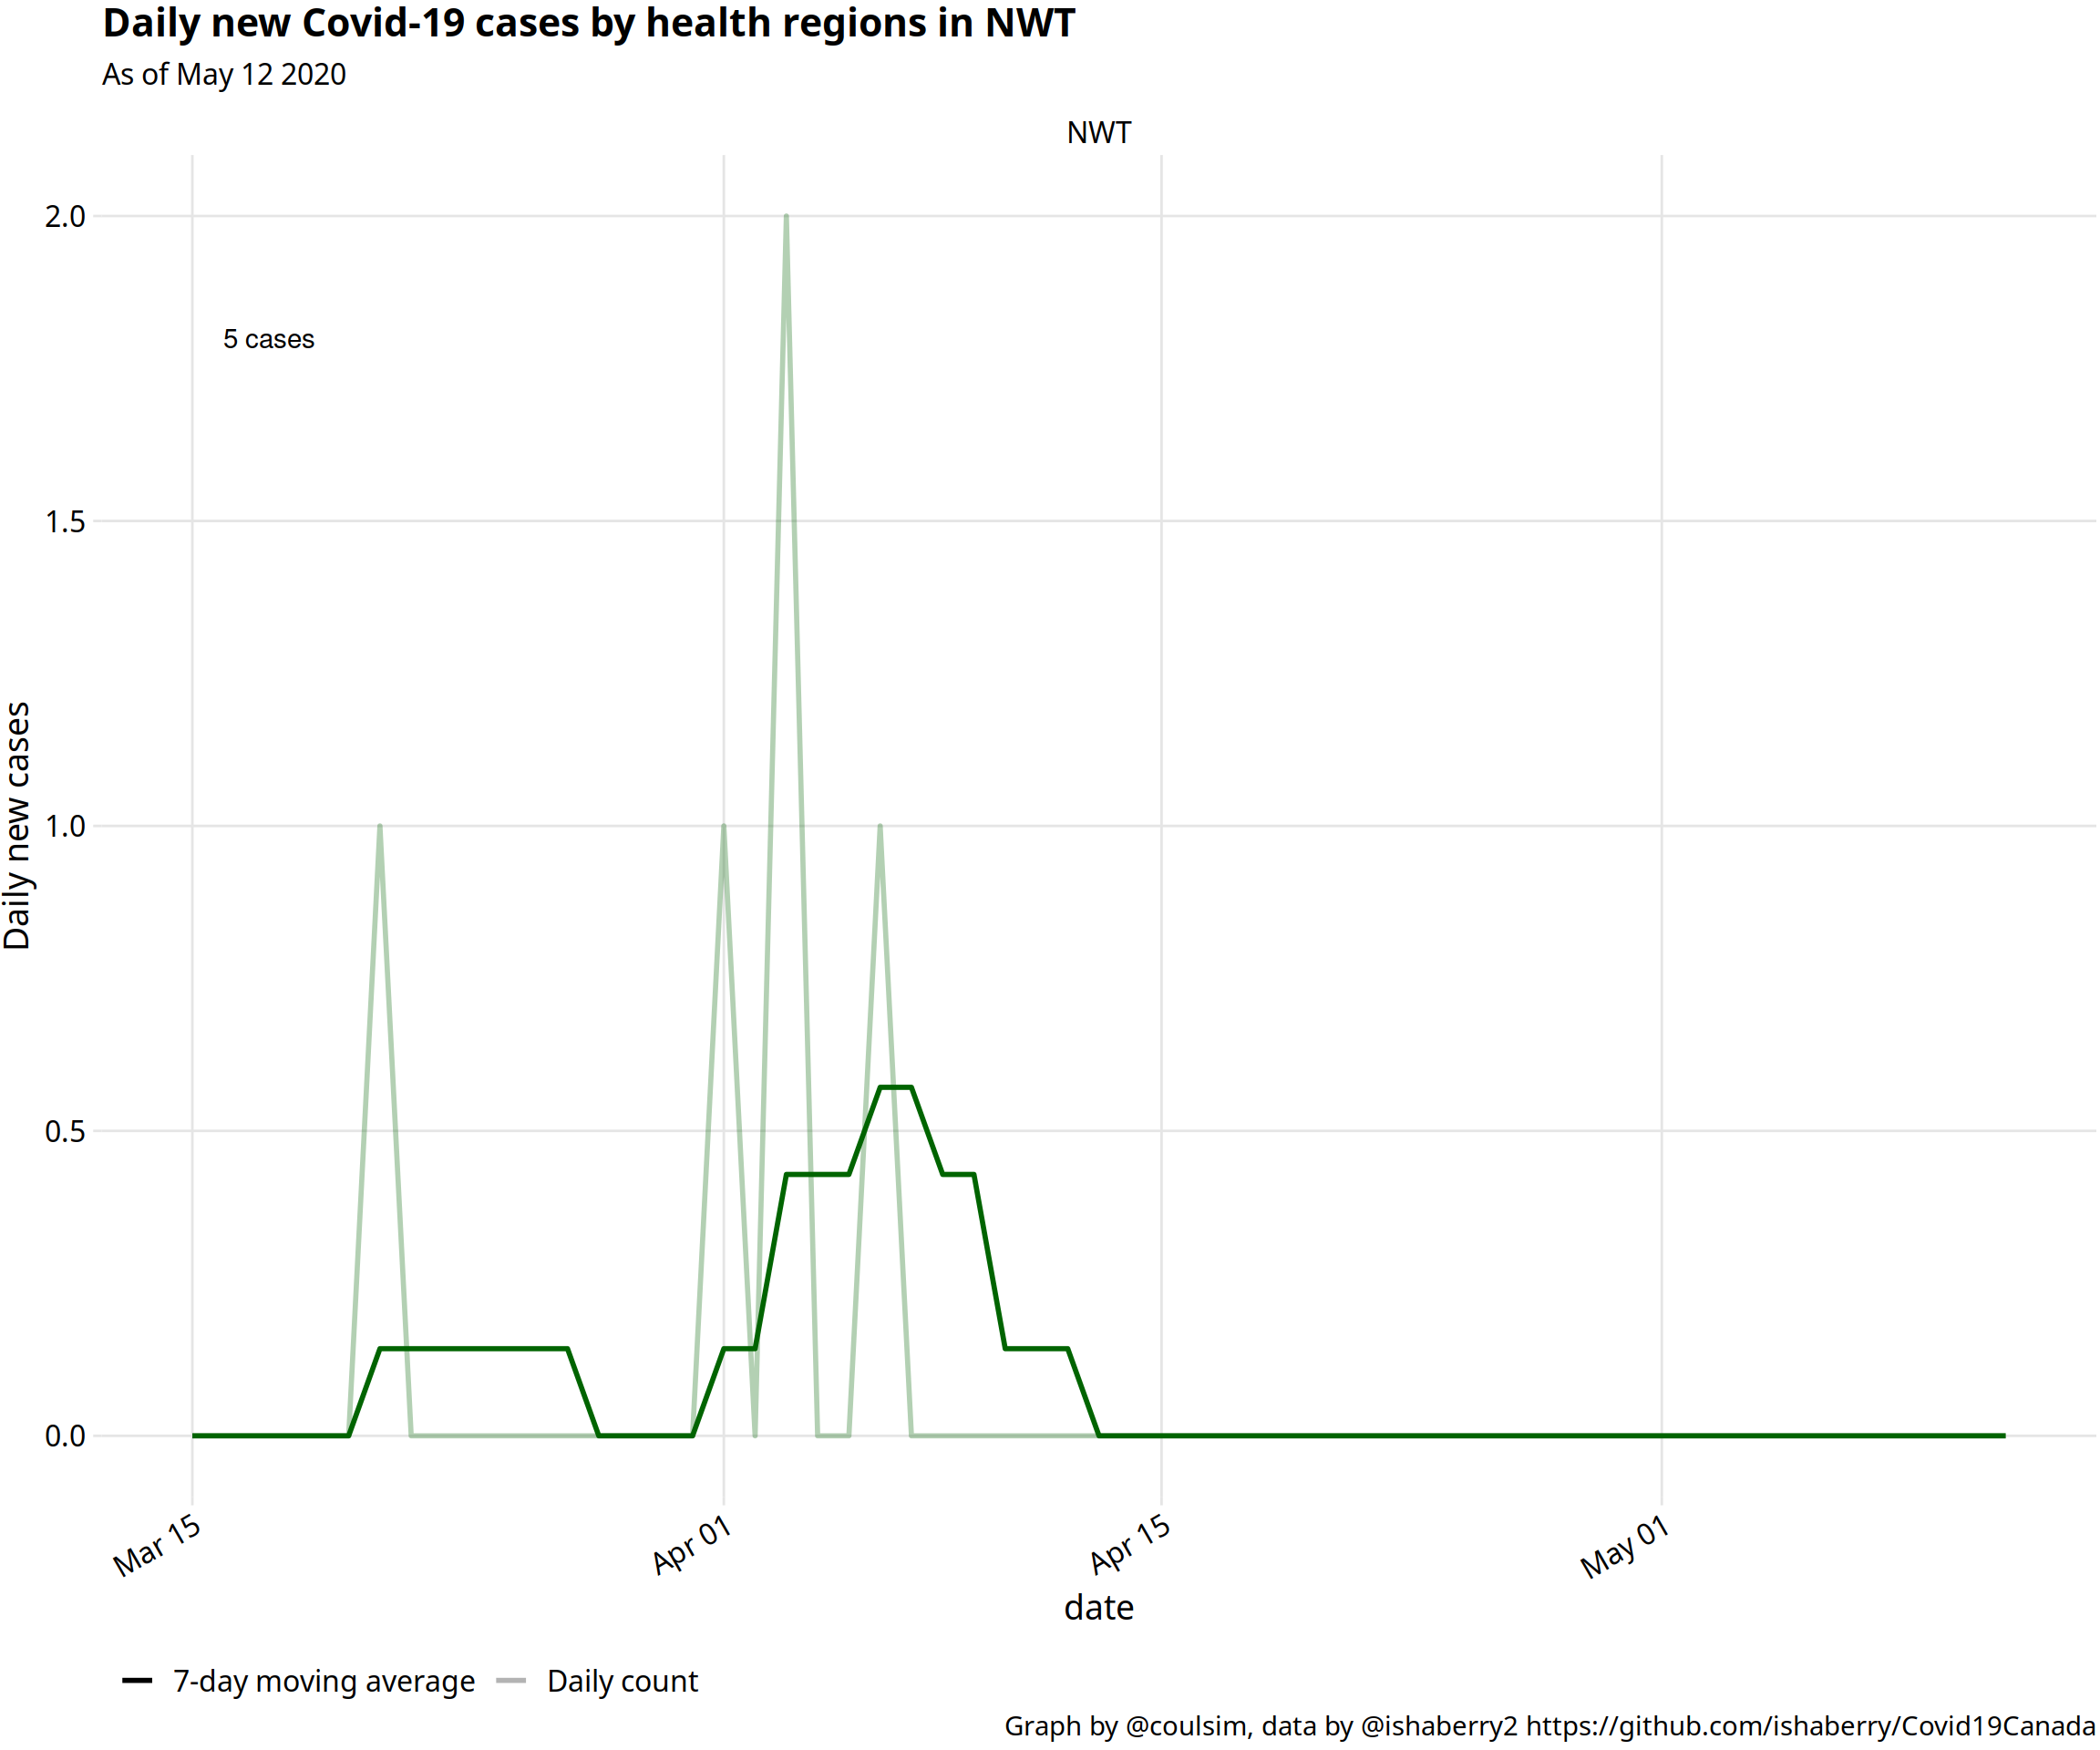 Daily new Covid-19 cases by health regions in NWT
As of May 12 2020
NWT
2.0
5 cases
1.5
1.0
0.5
0.0
Daily new cases
Mar 15
Apr 01
Apr 15
May 01
date
7-day moving average
Daily count
Graph by @coulsim, data by @ishaberry2 https://github.com/ishaberry/Covid19Canada